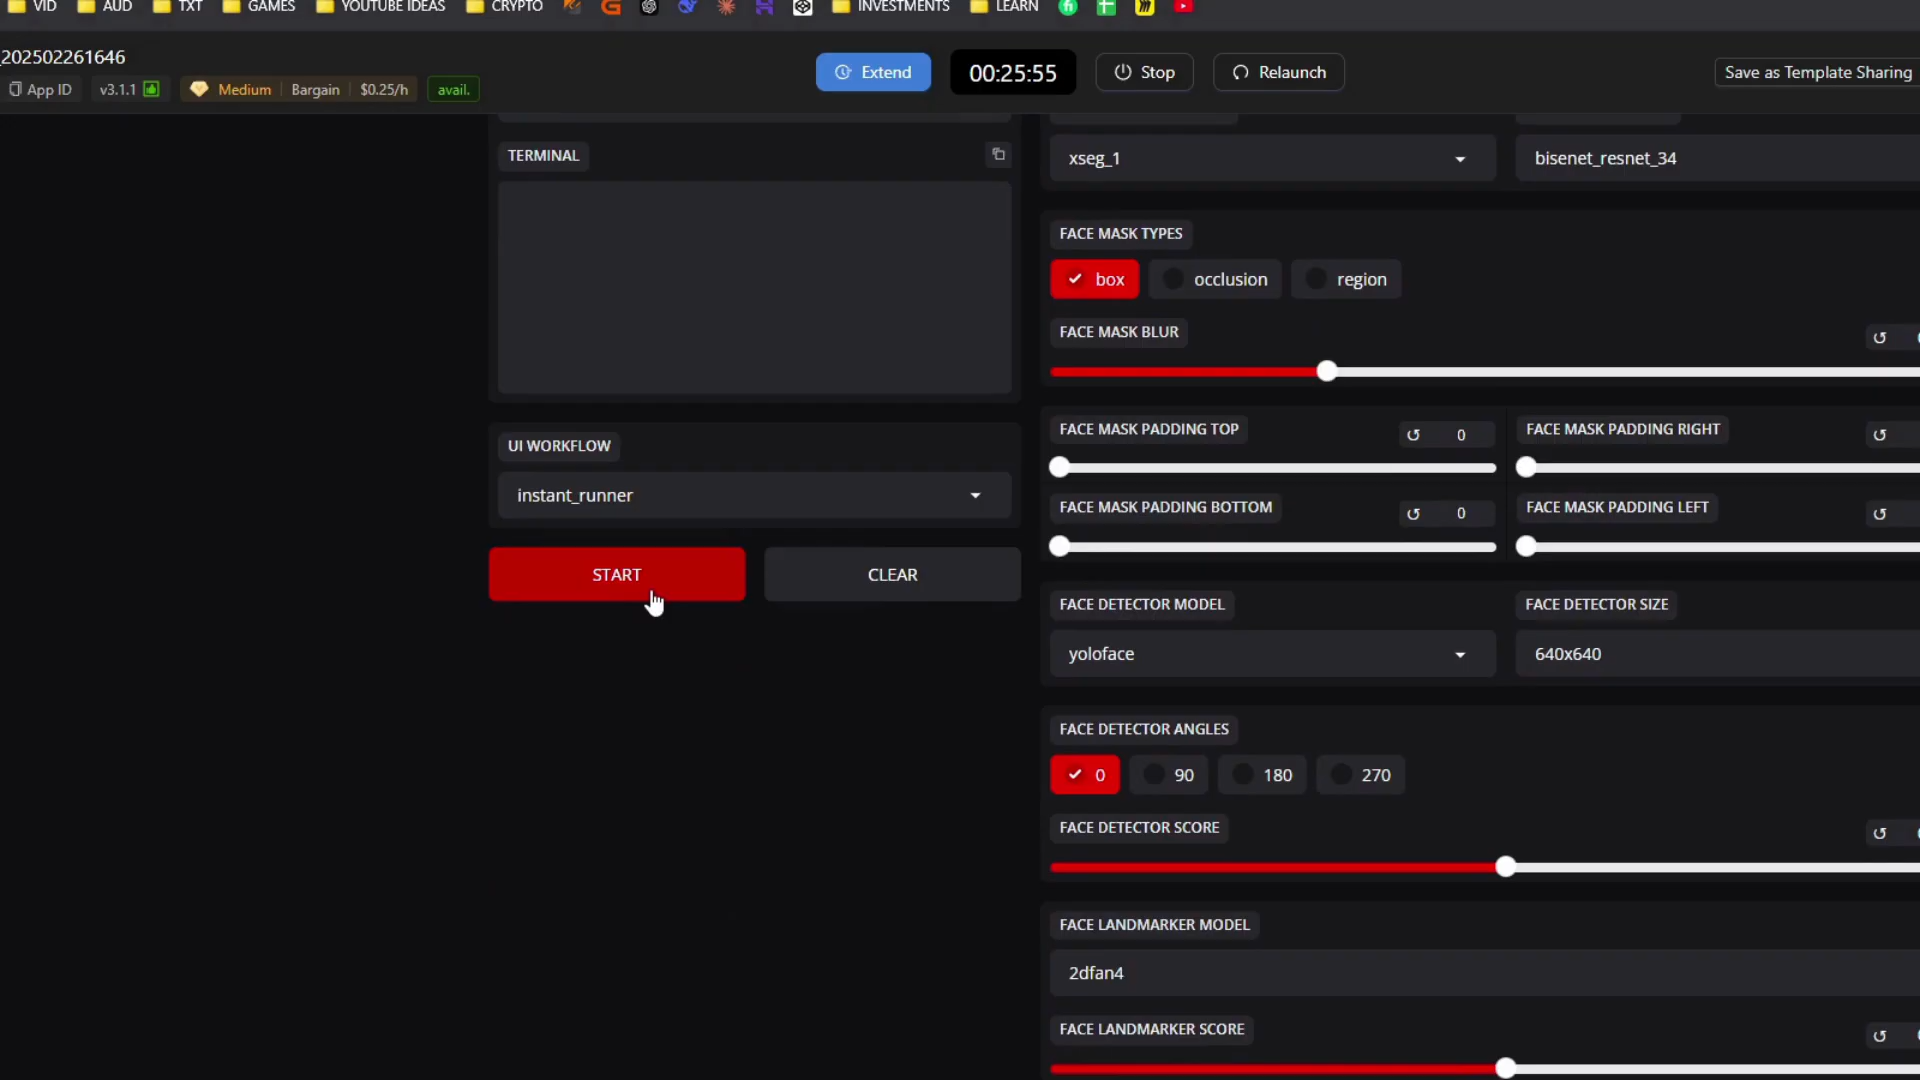 VID
AUD
TXT
GAMES
YOUTUBE IDEAS
CRYPTO
INVESTMENTS
LEARN
_202502261646
App ID
v3.1.1
Medium
Bargain
$0.25/h
avail.
Extend
00:25:55
Stop
Relaunch
Save as Template Sharing
TERMINAL
UI WORKFLOW
instant_runner
START
CLEAR
xseg_1
bisenet_resnet_34
FACE MASK TYPES
box
occlusion
region
FACE MASK BLUR
FACE MASK PADDING TOP
0
FACE MASK PADDING RIGHT
FACE MASK PADDING BOTTOM
0
FACE MASK PADDING LEFT
FACE DETECTOR MODEL
yoloface
FACE DETECTOR SIZE
640x640
FACE DETECTOR ANGLES
0
90
180
270
FACE DETECTOR SCORE
FACE LANDMARKER MODEL
2dfan4
FACE LANDMARKER SCORE